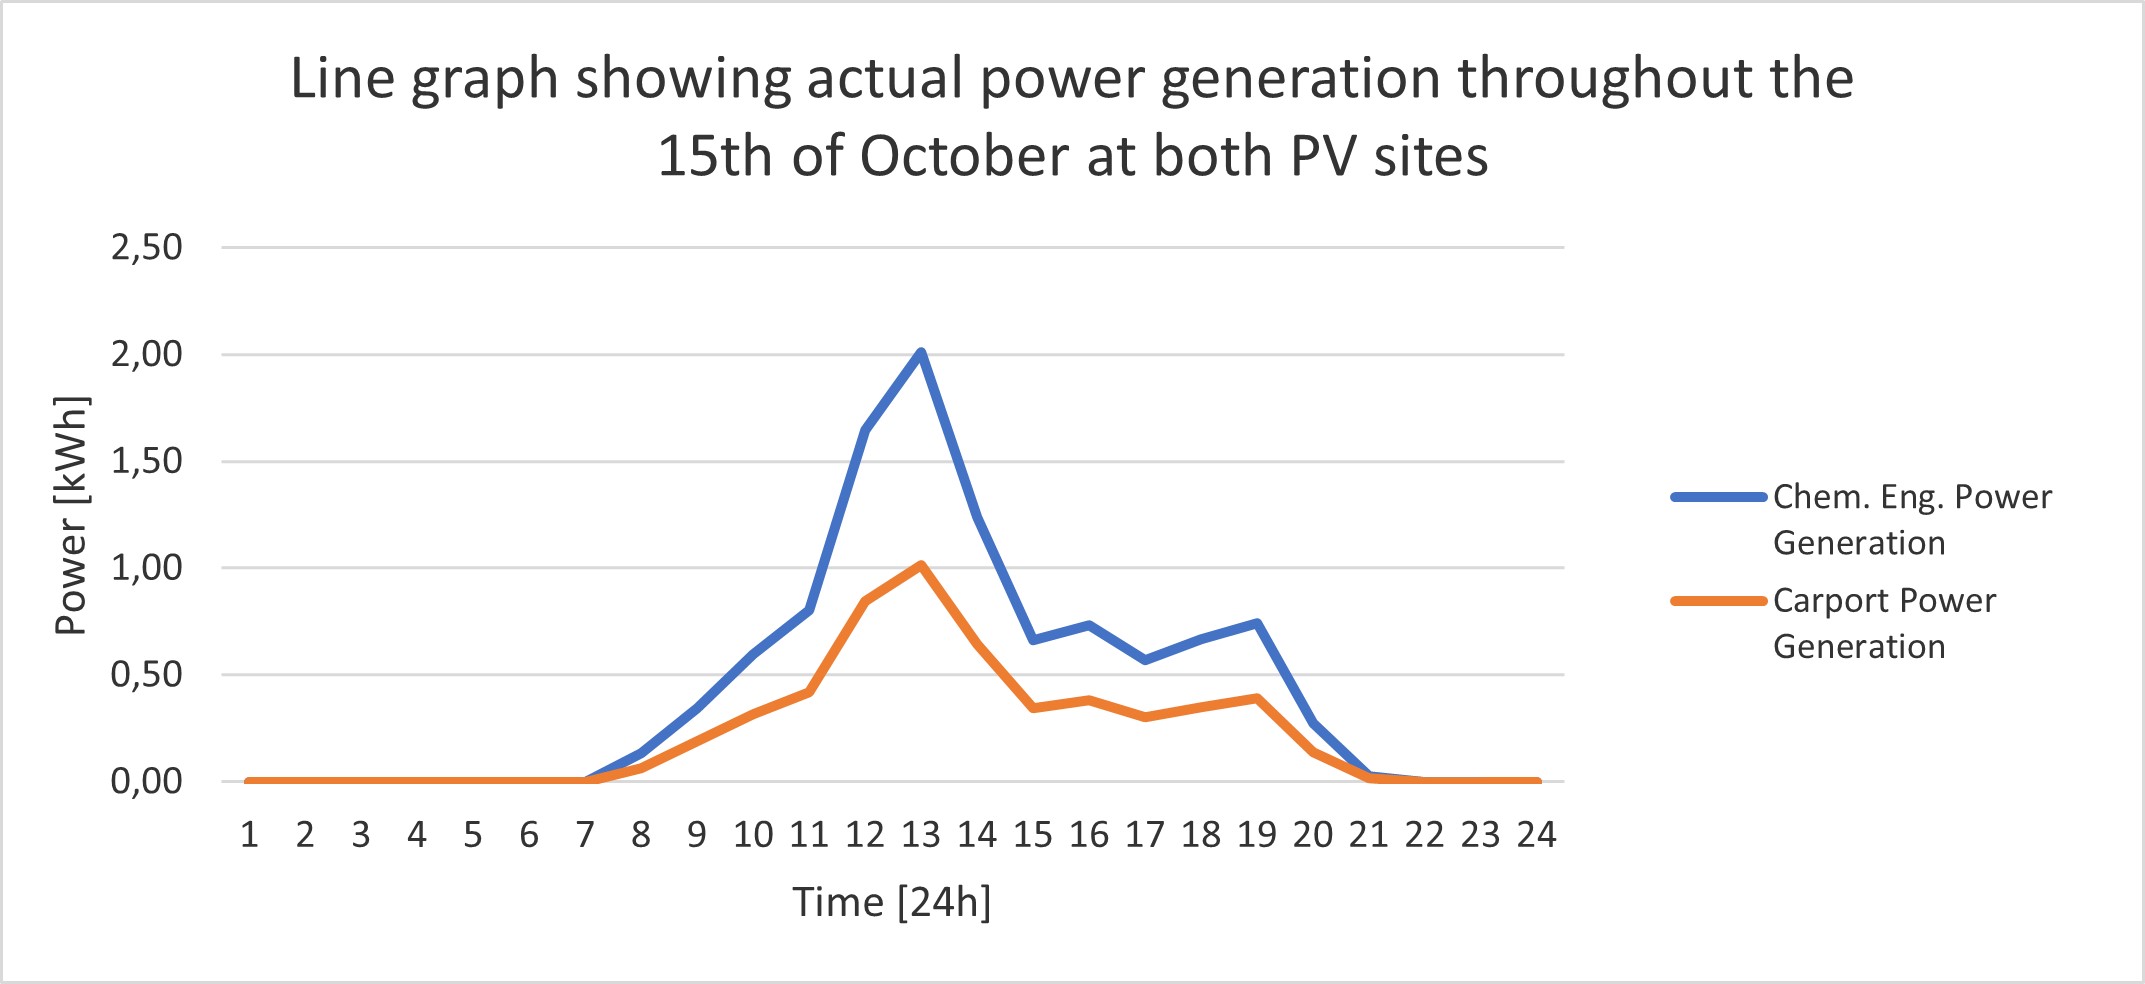 Line graph showing actual power generation throughout the
15th of October at both PV sites
2,50
2,00
1,50
1,00
0,50
0,00
Power [kWh]
1 2 3 4 5 6 7 8 9 10 11 12 13 14 15 16 17 18 19 20 21 22 23 24
Time [24h]
Chem. Eng. Power
Generation
Carport Power
Generation